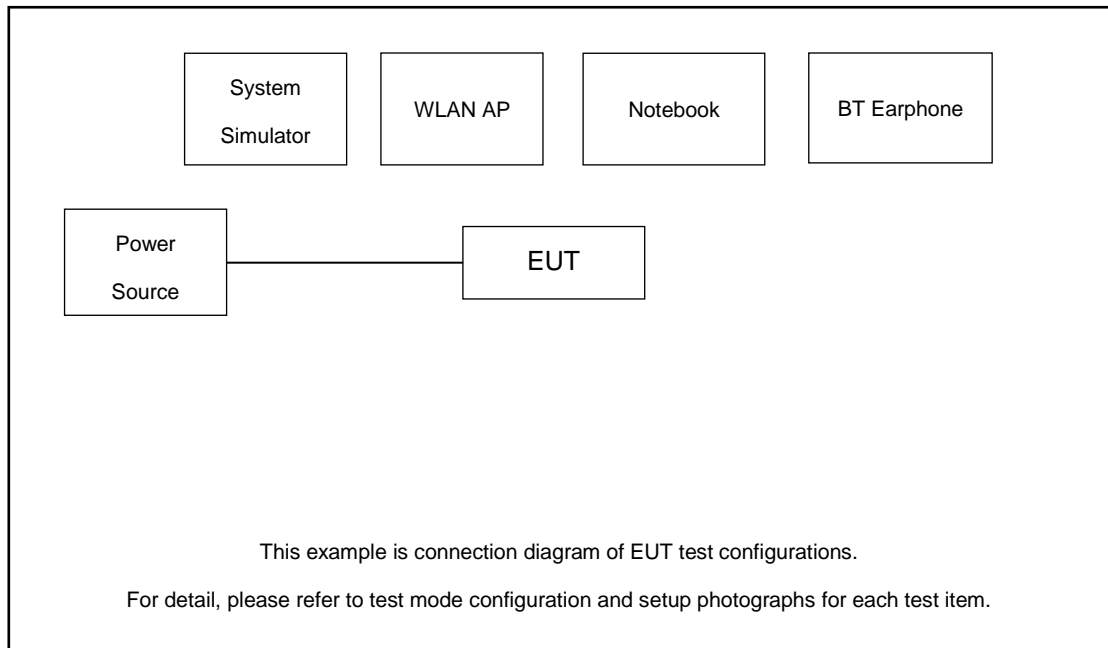 System
Simulator
WLAN AP
Notebook
BT Earphone
Power
Source
EUT
This example is connection diagram of EUT test configurations.
For detail, please refer to test mode configuration and setup photographs for each test item.